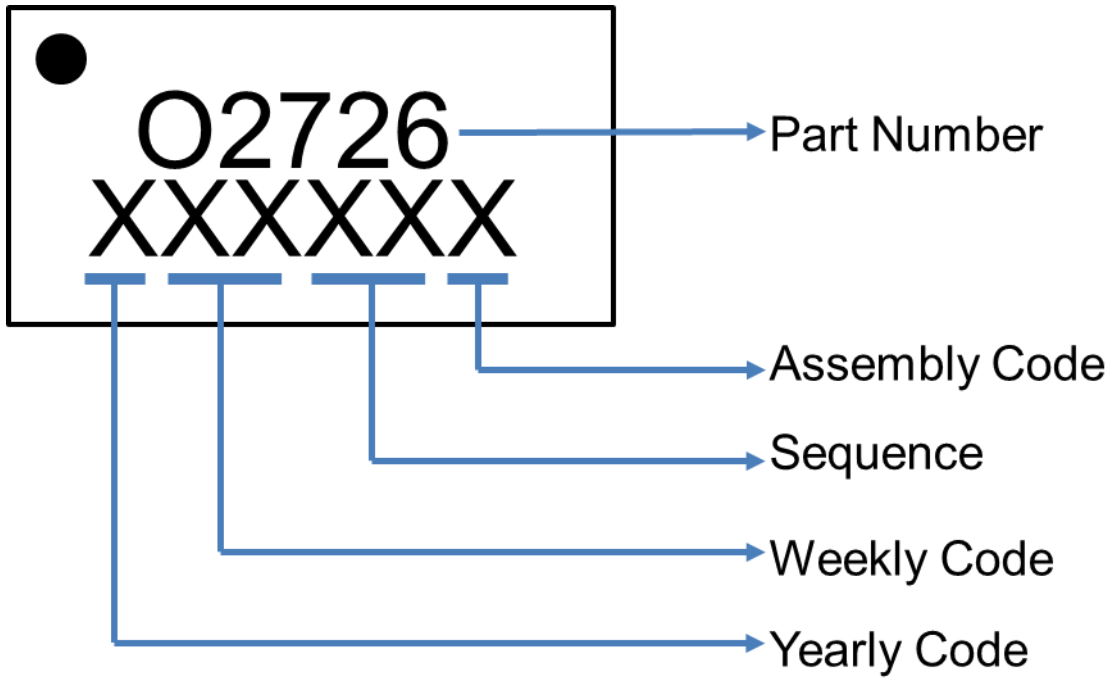 O2726
XXXXXX
Part Number
Assembly Code
Sequence
Weekly Code
Yearly Code